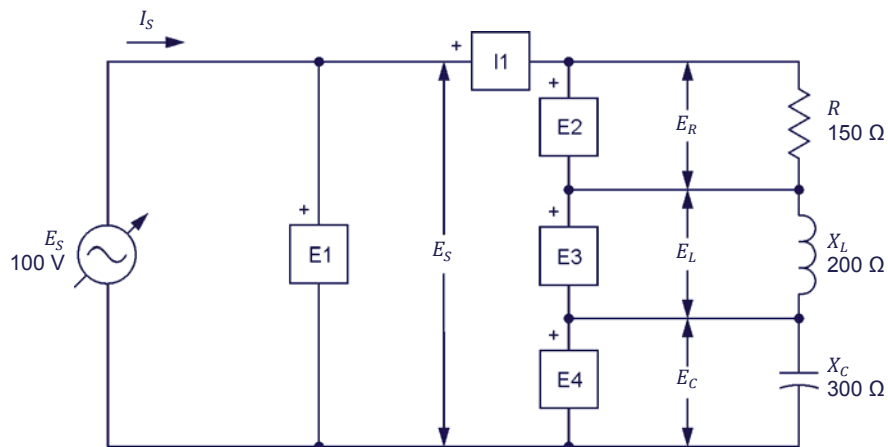 I_S
+
I1
+
E2
E_R
R
150 Ω
+
E1
E_S
100 V
E_S
+
E3
E_L
X_L
200 Ω
+
E4
E_C
X_C
300 Ω